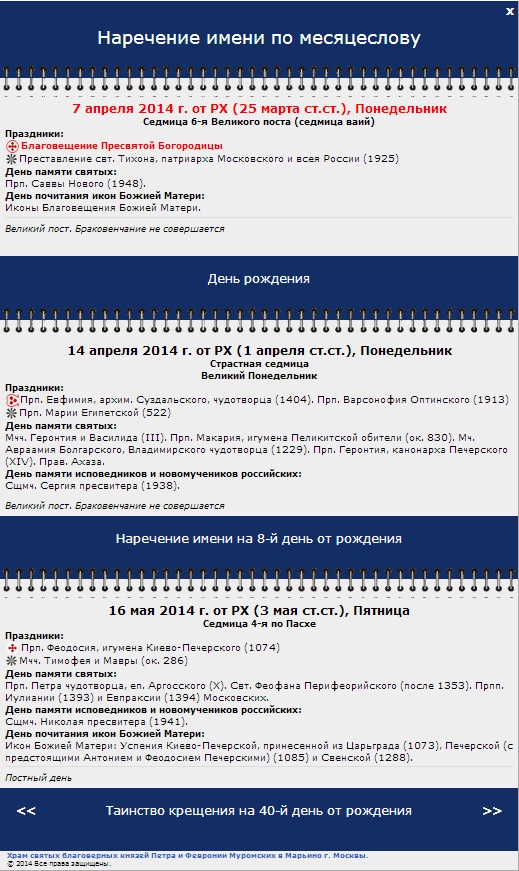 x
Наречение имени по месяцеслову
7 апреля 2014 г. от РХ (25 марта ст.ст.), Понедельник
Седмица 6-я Великого поста (седмица ваий)
Праздники:
Благовещение Пресвятой Богородицы
Преставление свт. Тихона, патриарха Московского и всея России (1925)
День памяти святых:
Прп. Саввы Нового (1948).
День почитания икон Божией Матери:
Иконы Благовещения Божией Матери.
Великий пост. Браковенчание не совершается
День рождения
14 апреля 2014 г. от РХ (1 апреля ст.ст.), Понедельник
Страстная седмица
Великий Понедельник
Праздники:
Прп. Евфимия, архим. Суздальского, чудотворца (1404). Прп. Варсонофия Оптинского (1913)
Прп. Марии Египетской (522)
День памяти святых:
Мчч. Геронтия и Василида (III). Прп. Макария, игумена Пеликитской обители (ок. 830). Мч.
Авраамия Болгарского, Владимирского чудотворца (1229). Прп. Геронтия, канонарха Печерского
(XIV). Прав. Ахаза.
День памяти исповедников и новомучеников российских:
Сщмч. Сергия пресвитера (1938).
Великий пост. Браковенчание не совершается
Наречение имени на 8-й день от рождения
16 мая 2014 г. от РХ (3 мая ст.ст.), Пятница
Седмица 4-я по Пасхе
Праздники:
Прп. Феодосия, игумена Киево-Печерского (1074)
Мчч. Тимофея и Мавры (ок. 286)
День памяти святых:
Прп. Петра чудотворца, еп. Аргосского (X). Свт. Феофана Перифеорийского (после 1353). Прпп.
Иулиании (1393) и Евпраксии (1394) Московских.
День памяти исповедников и новомучеников российских:
Сщмч. Николая пресвитера (1941).
День почитания икон Божией Матери:
Икон Божией Матери: Успения Киево-Печерской, принесенной из Царьграда (1073), Печерской (с
предстоящими Антонием и Феодосием Печерскими) (1085) и Свенской (1288).
Постный день
<< Таинство крещения на 40-й день от рождения >>
Храм святых благоверных князей Петра и Февронии Муромских в Марьино г. Москвы.
© 2014 Все права защищены.